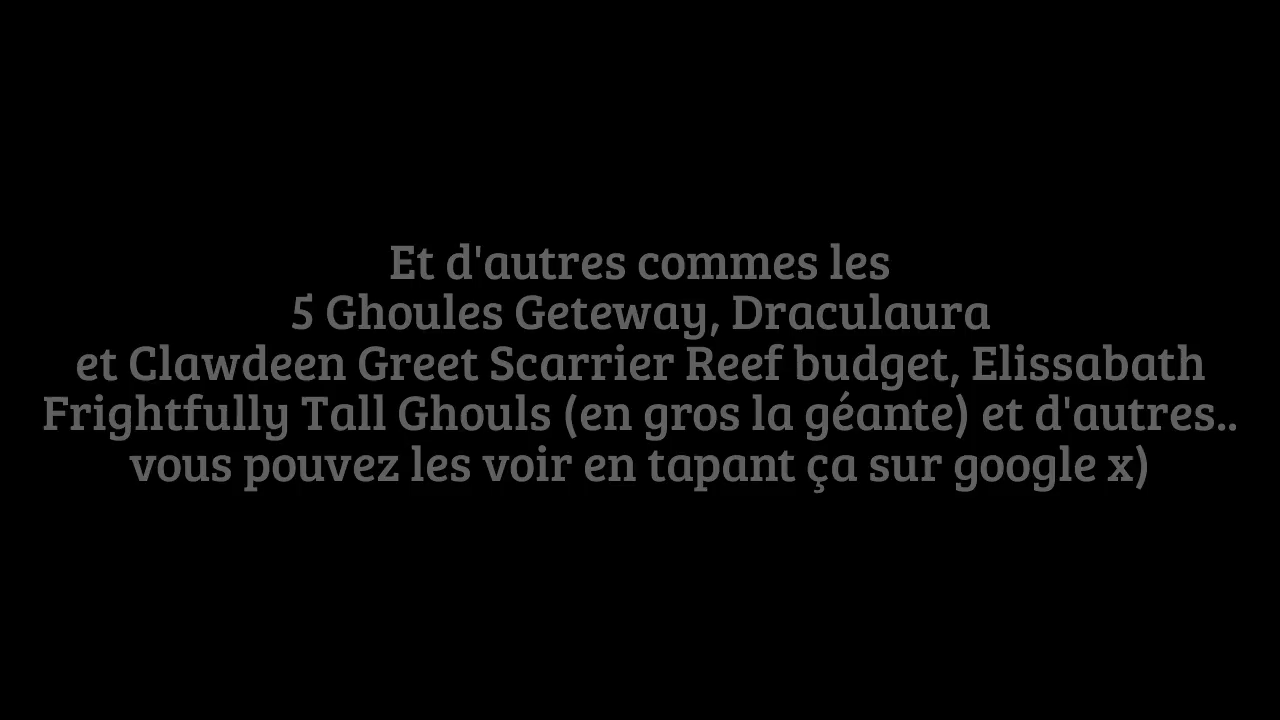 Et d'autres commes les
5 Ghoules Geteway, Draculaura
et Clawdeen Greet Scarrier Reef budget, Elissabath
Frightfully Tall Ghouls (en gros la géante) et d'autres..
vous pouvez les voir en tapant ça sur google x)